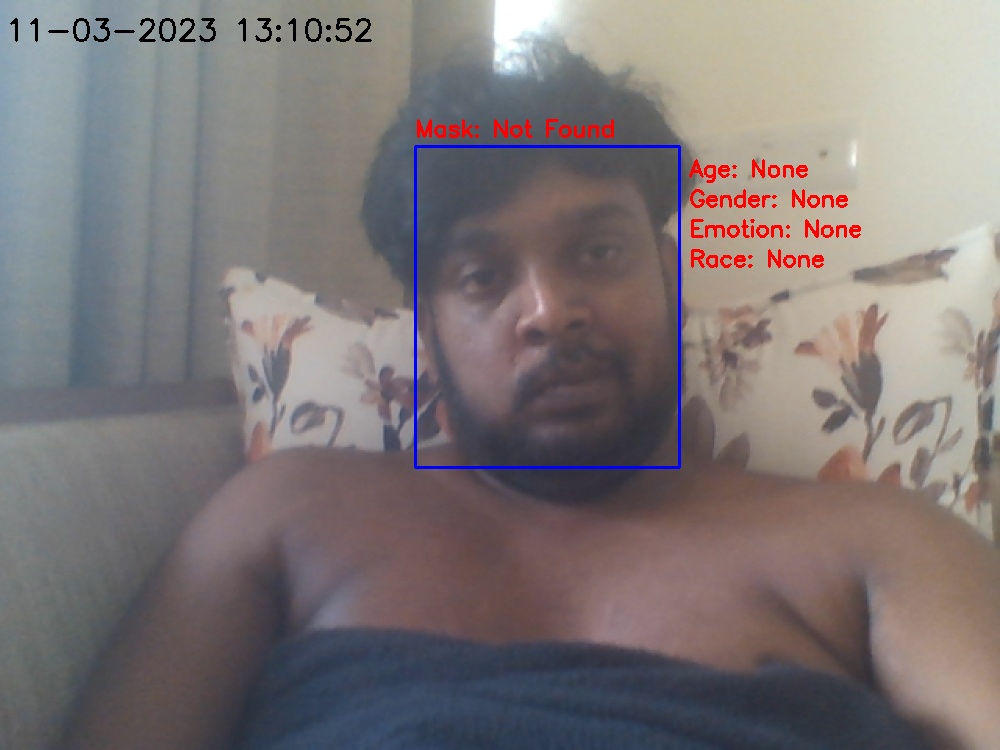 11-03-2023 13:10:52
Mask: Not Found
Age: None
Gender: None
Emotion: None
Race: None